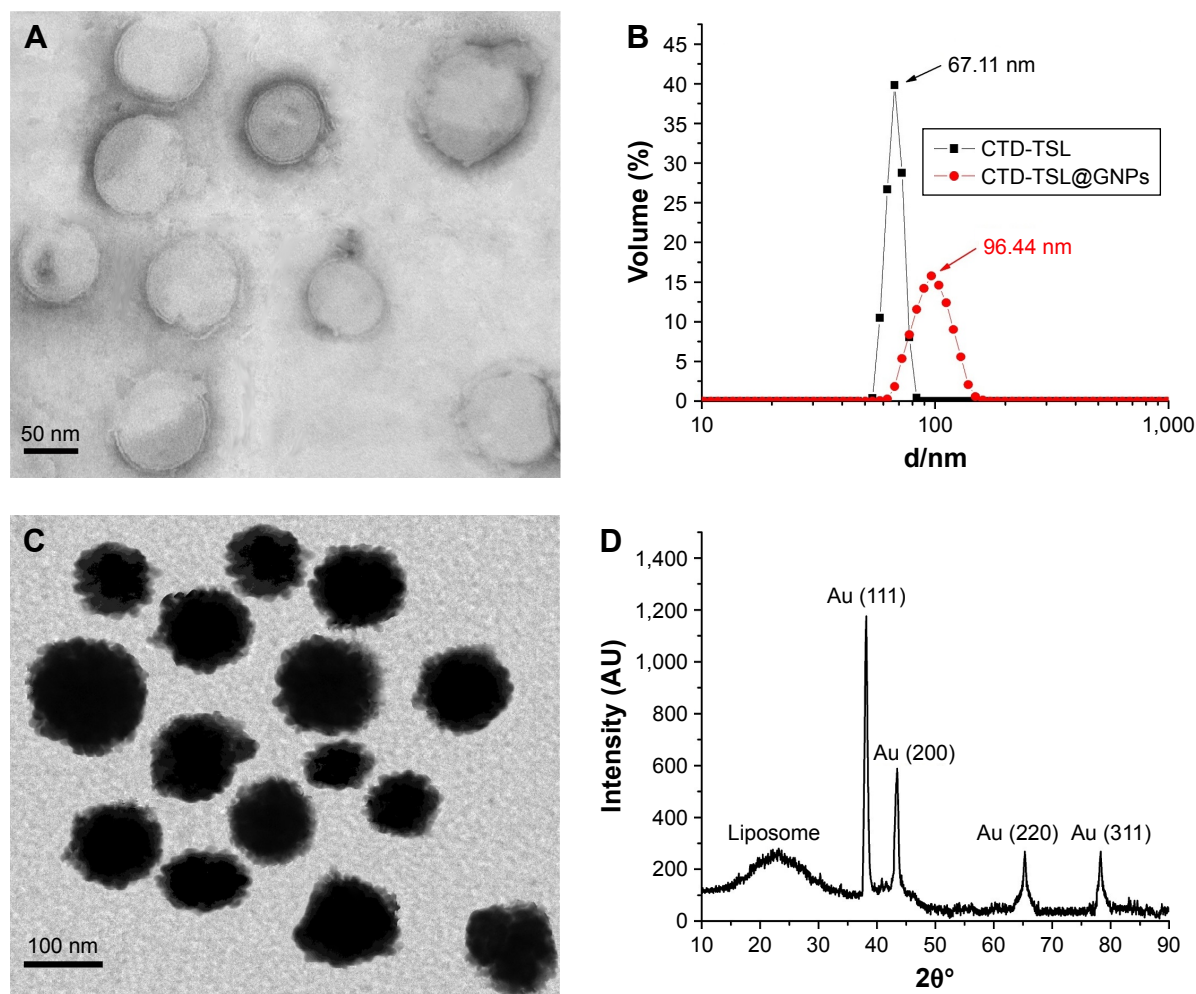 A
50 nm
B
Volume (%)
45
40
35
30
25
20
15
10
5
0
67.11 nm
CTD-TSL
CTD-TSL@GNPs
96.44 nm
10
100
1,000
d/nm
C
100 nm
D
Intensity (AU)
1,400
1,200
1,000
800
600
400
200
0
Au (111)
Au (200)
Liposome
Au (220)
Au (311)
10
20
30
40
50
60
70
80
90
2θ°